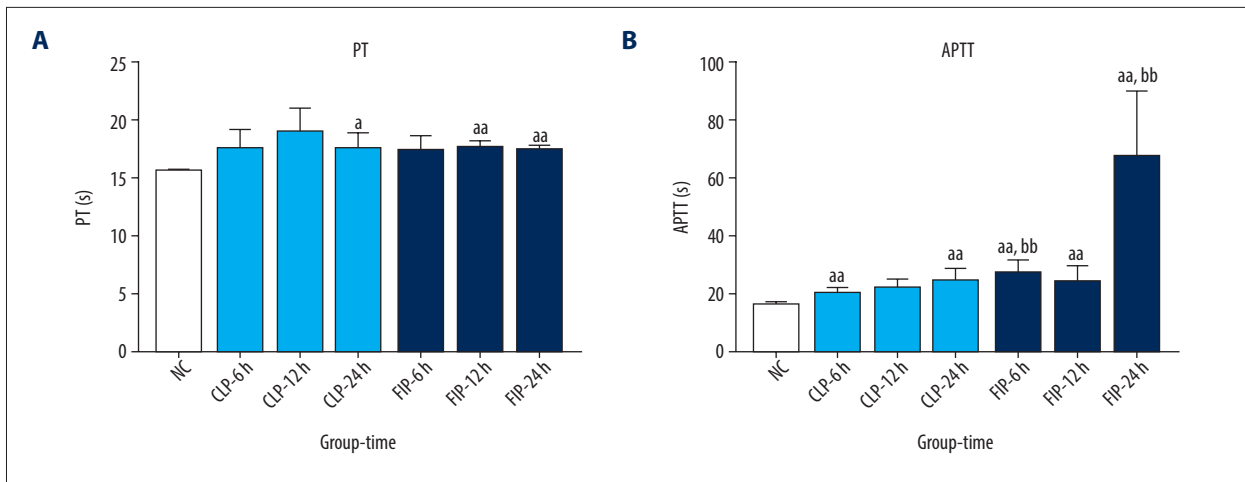 A
PT
PT (s)
25
20
15
10
5
0
a
aa
aa
NC
CLP-6 h
CLP-12 h
CLP-24 h
FIP-6 h
FIP-12 h
FIP-24 h
Group-time
B
APTT
APTT (s)
100
80
60
40
20
0
aa
aa
aa, bb
aa
aa, bb
NC
CLP-6 h
CLP-12 h
CLP-24 h
FIP-6 h
FIP-12 h
FIP-24 h
Group-time